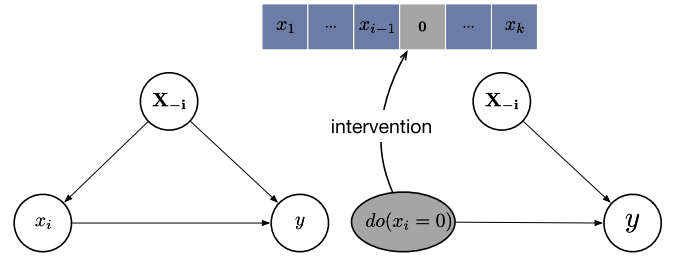 x₁ ... xᵢ₋₁ 0 ... xₖ
X₋ᵢ X₋ᵢ
intervention
xᵢ y do(xᵢ = 0) y